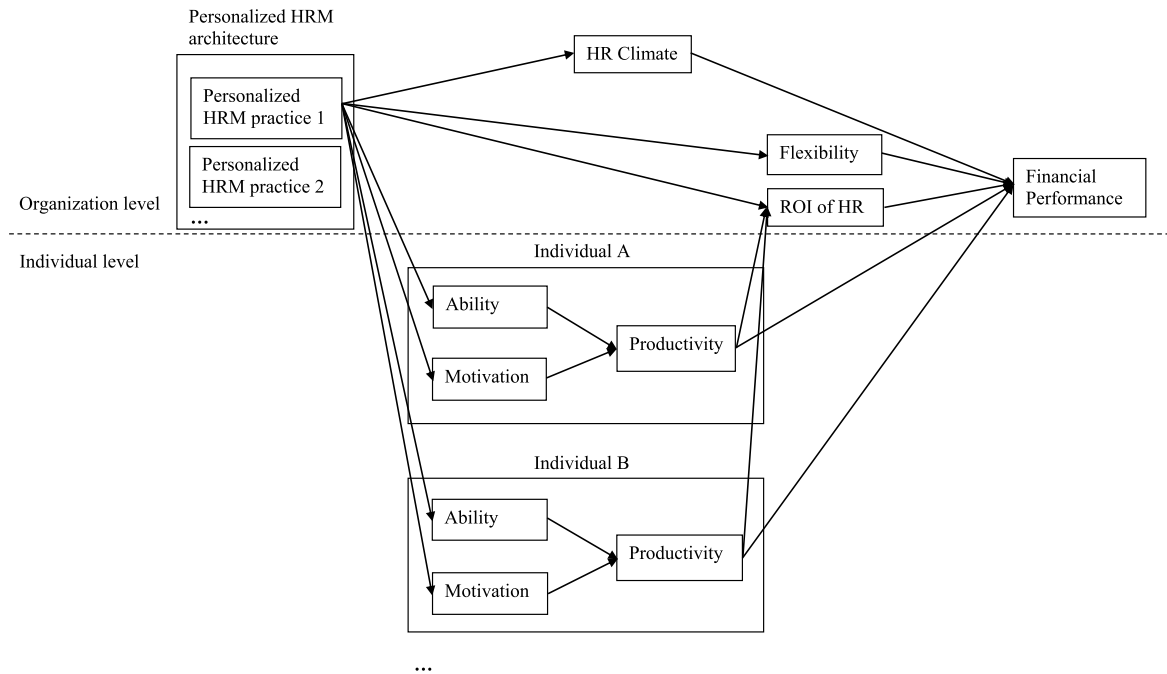 Personalized HRM
architecture
Personalized
HRM practice 1
Personalized
HRM practice 2
...
HR Climate
Flexibility
ROI of HR
Financial
Performance
Organization level
Individual level
Individual A
Ability
Motivation
Productivity
Individual B
Ability
Motivation
Productivity
...